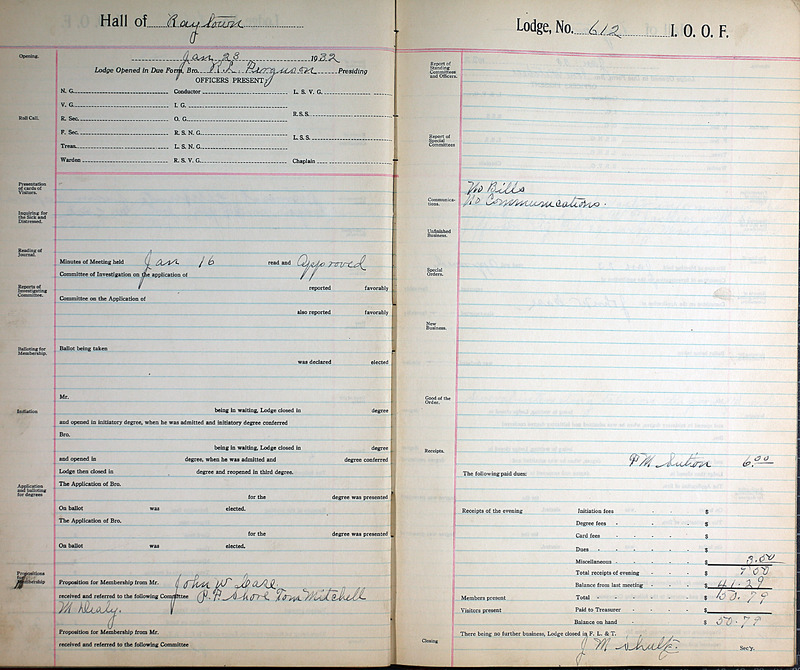 Hall of Raytown
Opening.
Jan 23 1932
Lodge Opened in Due Form, Bro. R.L. Ferguson Presiding
OFFICERS PRESENT
N. G. Conductor L. S. V. G.
V. G. I. G.
R.S.S.
Roll Call.
R. Sec. O. G.
F. Sec. R. S. N. G.
L.S.S.
Treas. L. S. N. G.
Warden R. S. V. G. Chaplain
Presentation of cards of Visitors.
Inquiring for the Sick and Distressed.
Reading of Journal.
Minutes of Meeting held Jan 16 read and Approved
Committee of Investigation on the application of
Reports of Investigating Committee.
reported favorably
Committee on the Application of
also reported favorably
Balloting for Membership.
Ballot being taken
was declared elected
Mr.
Initiation
being in waiting, Lodge closed in degree
and opened in initiatory degree, when he was admitted and initiatory degree conferred
Bro.
being in waiting, Lodge closed in degree
and opened in degree, when he was admitted and degree conferred
Lodge then closed in degree and reopened in third degree.
Application and balloting for degrees
The Application of Bro.
for the degree was presented
On ballot was elected.
The Application of Bro.
for the degree was presented
On ballot was elected.
Propositions for Membership
Proposition for Membership from Mr. John W Case
received and referred to the following Committee P.P. Shore Tom Mitchell
M Dealy.
Proposition for Membership from Mr.
received and referred to the following Committee
Lodge, No. 612 I. O. O. F.
Report of Standing Committees and Officers.
Report of Special Committees
Communications.
No Bills
No Communications.
Unfinished Business.
Special Orders.
New Business.
Good of the Order.
Receipts.
F M Sutton 6.00
The following paid dues:
Receipts of the evening Initiation fees $
Degree fees $
Card fees $
Dues $
Miscellaneous $ 3.00
Total receipts of evening $
Balance from last meeting $ 41.29
Members present Total $
Visitors present Paid to Treasurer $
Balance on hand $ 50.79
There being no further business, Lodge closed in F. L. & T.
Closing
J M Shultz. Sec'y.